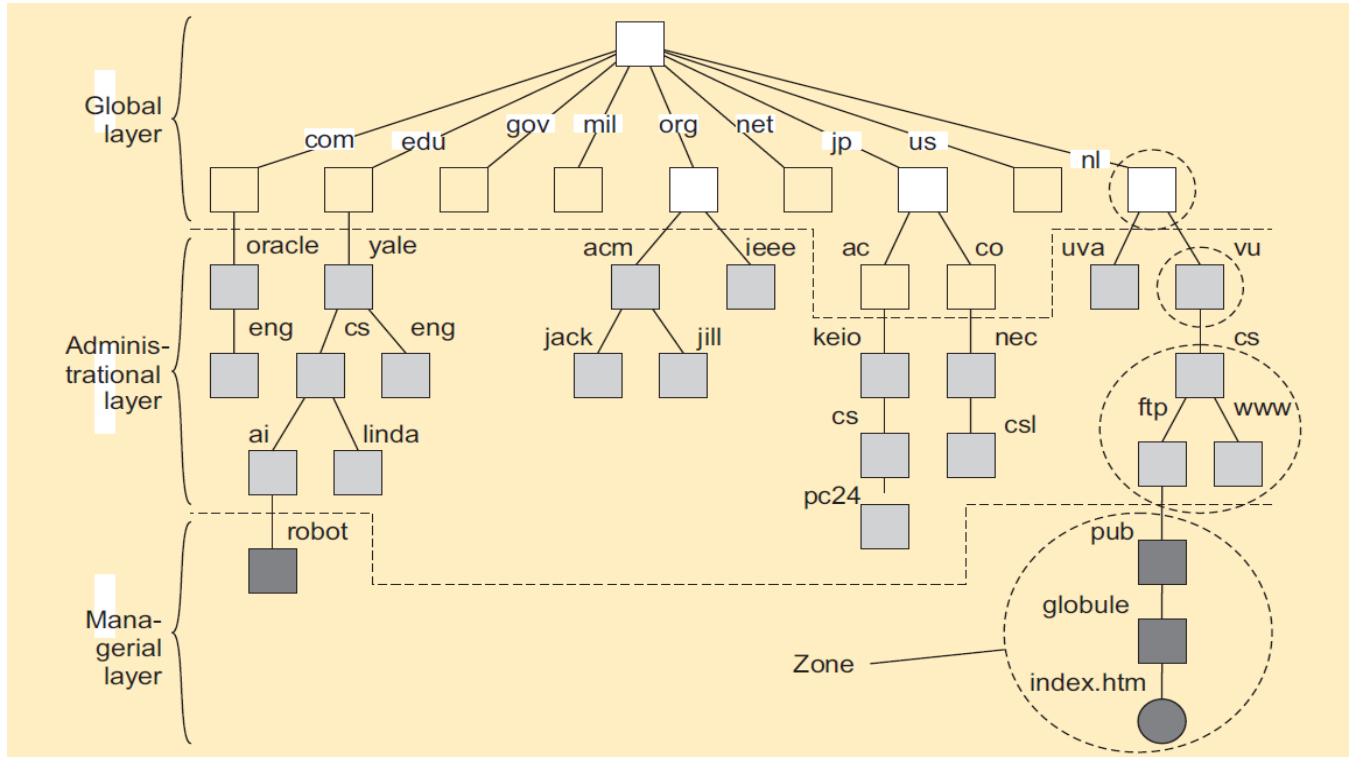 Global
layer
com
edu
gov
mil
org
net
jp
us
nl
oracle
yale
acm
ieee
ac
co
uva
vu
Adminis-
trational
layer
eng
cs
eng
jack
jill
keio
nec
cs
ai
linda
cs
csl
ftp
www
pc24
robot
pub
Mana-
gerial
layer
globule
Zone
index.htm